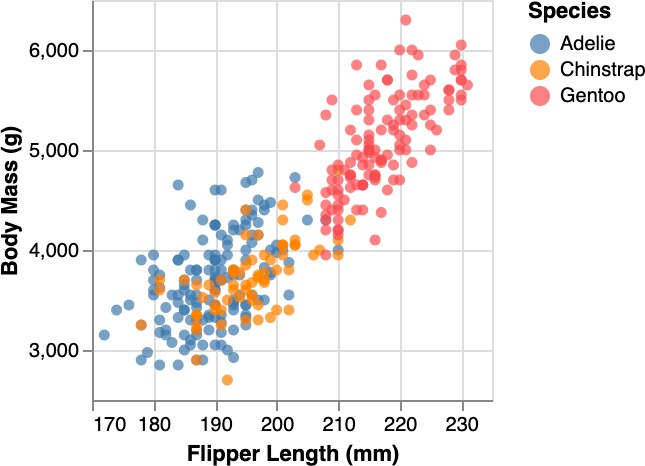 Species
Adelie
Chinstrap
Gentoo
Body Mass (g)
6,000
5,000
4,000
3,000
170 180 190 200 210 220 230
Flipper Length (mm)